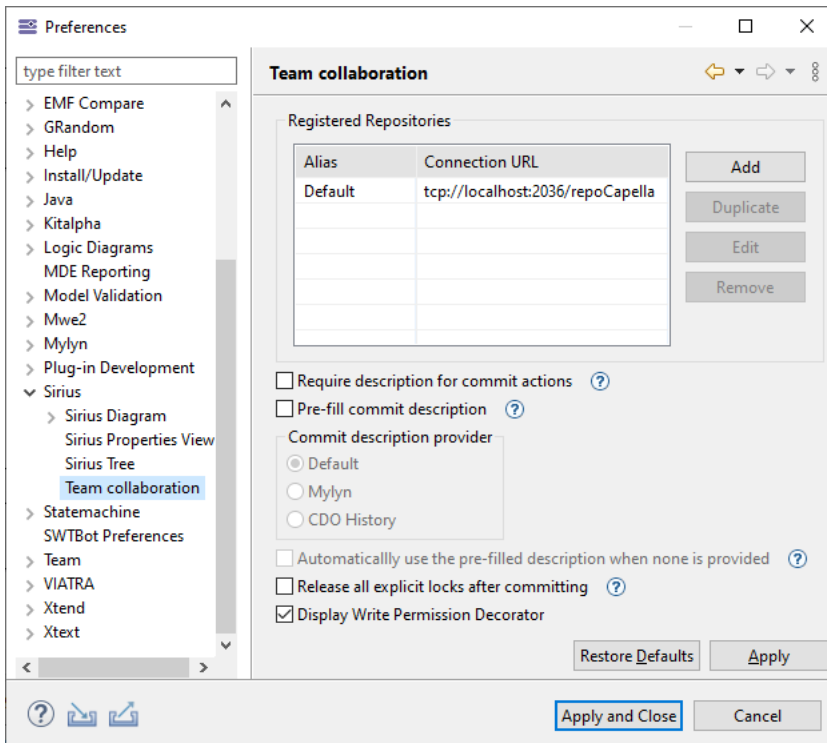 Preferences
type filter text
EMF Compare
GRandom
Help
Install/Update
Java
Kitalpha
Logic Diagrams
MDE Reporting
Model Validation
Mwe2
Mylyn
Plug-in Development
Sirius
Sirius Diagram
Sirius Properties View
Sirius Tree
Team collaboration
Statemachine
SWTBot Preferences
Team
VIATRA
Xtend
Xtext
Team collaboration
Registered Repositories
Alias Connection URL
Default tcp://localhost:2036/repoCapella
Add
Duplicate
Edit
Remove
Require description for commit actions
Pre-fill commit description
Commit description provider
Default
Mylyn
CDO History
Automaticallly use the pre-filled description when none is provided
Release all explicit locks after committing
Display Write Permission Decorator
Restore Defaults Apply
Apply and Close Cancel